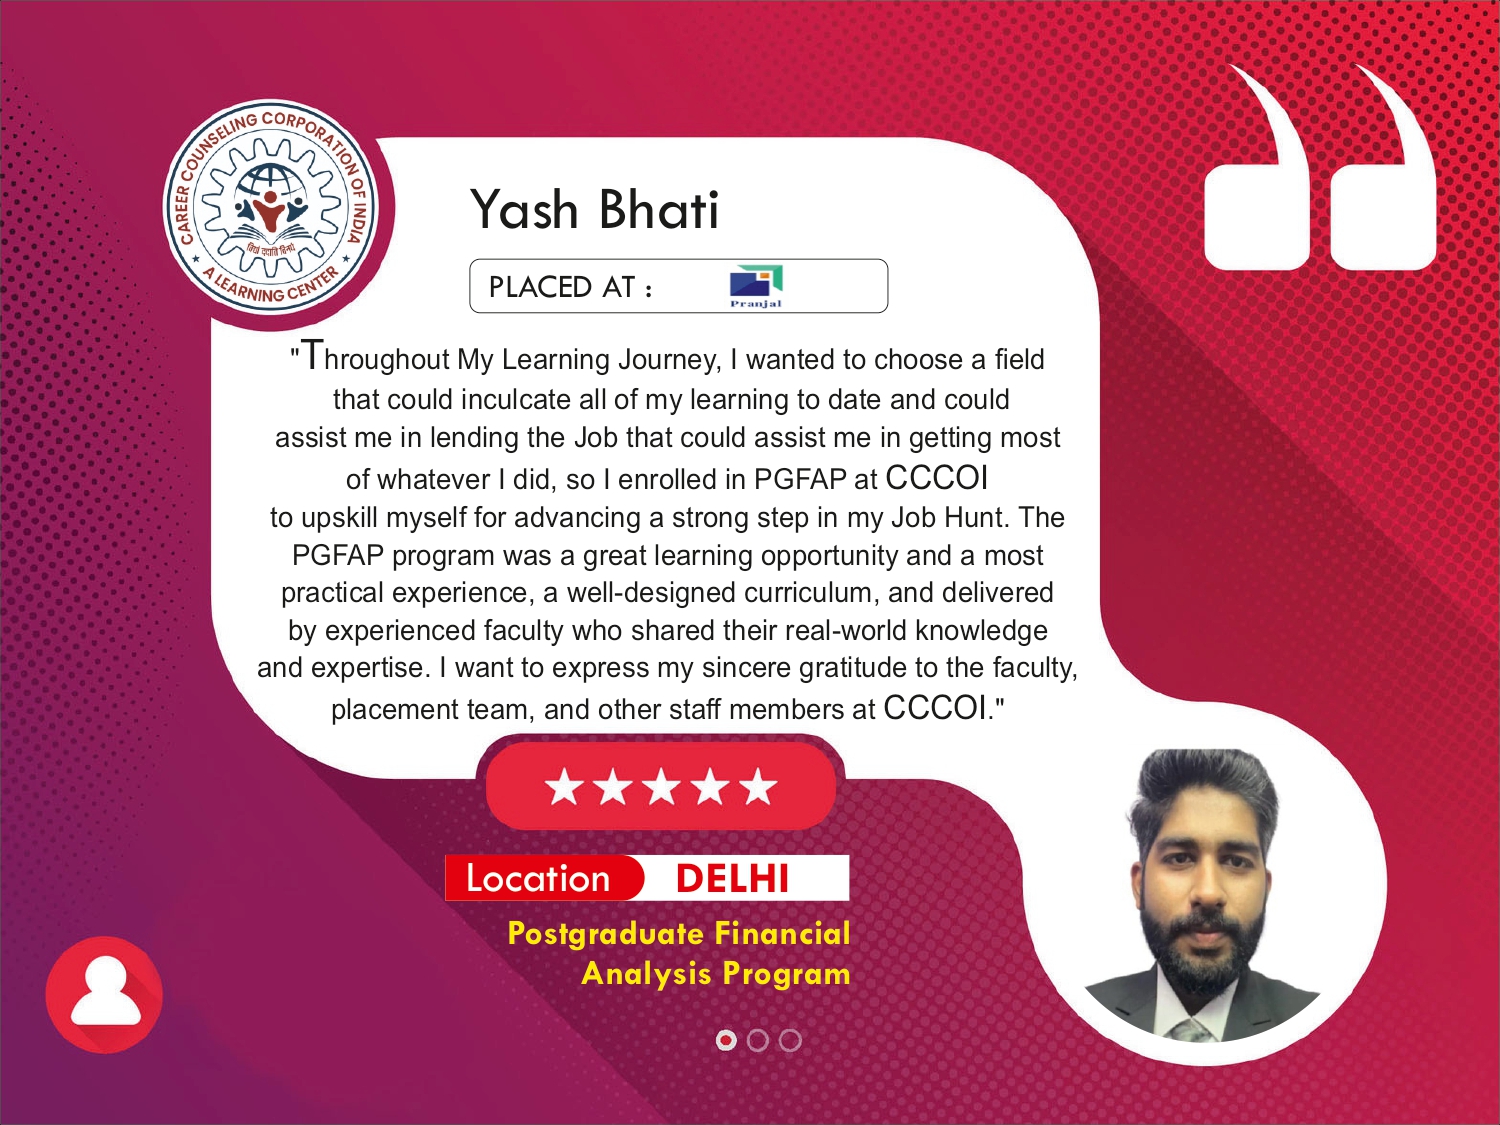 CAREER COUNSELING CORPORATION OF INDIA
विद्या ददाति विनयं
★ A LEARNING CENTER ★
Yash Bhati
PLACED AT :
Pranjal
"Throughout My Learning Journey, I wanted to choose a field
that could inculcate all of my learning to date and could
assist me in lending the Job that could assist me in getting most
of whatever I did, so I enrolled in PGFAP at CCCOI
to upskill myself for advancing a strong step in my Job Hunt. The
PGFAP program was a great learning opportunity and a most
practical experience, a well-designed curriculum, and delivered
by experienced faculty who shared their real-world knowledge
and expertise. I want to express my sincere gratitude to the faculty,
placement team, and other staff members at CCCOI."
Location DELHI
Postgraduate Financial
Analysis Program